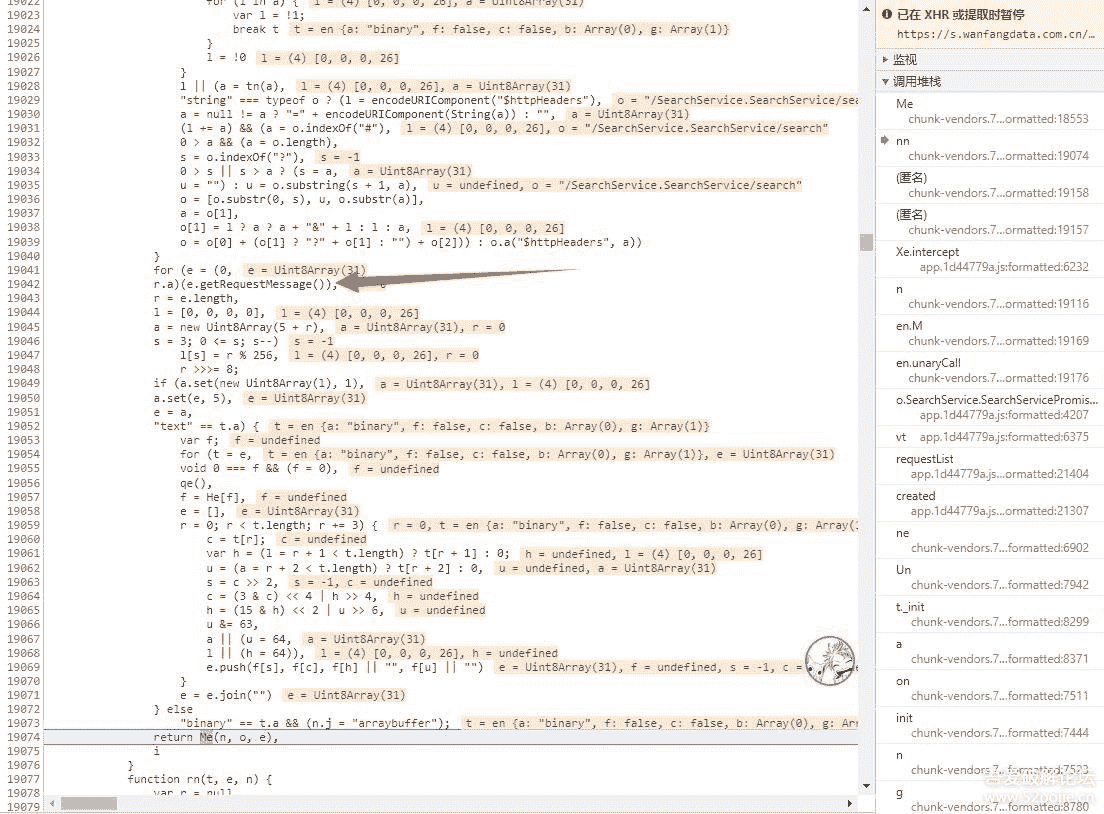 19022 for (l in a) { l = (4) [0, 0, 0, 26], a = Uint8Array(31)
19023 var l = !1;
19024 break t t = en {a: "binary", f: false, c: false, b: Array(0), g: Array(1)}
19025 }
19026 l = !0 l = (4) [0, 0, 0, 26]
19027 }
19028 l || (a = tn(a), l = (4) [0, 0, 0, 26], a = Uint8Array(31)
19029 "string" === typeof o ? (l = encodeURIComponent("$httpHeaders"), o = "/SearchService.SearchService/sea
19030 a = null != a ? "=" + encodeURIComponent(String(a)) : "", a = Uint8Array(31)
19031 (l += a) && (a = o.indexOf("#"), l = (4) [0, 0, 0, 26], o = "/SearchService.SearchService/search"
19032 0 > a && (a = o.length),
19033 s = o.indexOf("?"), s = -1
19034 0 > s || s > a ? (s = a, a = Uint8Array(31)
19035 u = "") : u = o.substring(s + 1, a), u = undefined, o = "/SearchService.SearchService/search"
19036 o = [o.substr(0, s), u, o.substr(a)],
19037 a = o[1],
19038 o[1] = l ? a ? a + "&" + l : l : a, l = (4) [0, 0, 0, 26]
19039 o = o[0] + (o[1] ? "?" + o[1] : "") + o[2])) : o.a("$httpHeaders", a))
19040 }
19041 for (e = (0, e = Uint8Array(31)
19042 r.a)(e.getRequestMessage()),
19043 r = e.length,
19044 l = [0, 0, 0, 0], l = (4) [0, 0, 0, 26]
19045 a = new Uint8Array(5 + r), a = Uint8Array(31), r = 0
19046 s = 3; 0 <= s; s--) s = -1
19047 l[s] = r % 256, l = (4) [0, 0, 0, 26], r = 0
19048 r >>>= 8;
19049 if (a.set(new Uint8Array(l), 1), a = Uint8Array(31), l = (4) [0, 0, 0, 26]
19050 a.set(e, 5), e = Uint8Array(31)
19051 e = a,
19052 "text" == t.a) { t = en {a: "binary", f: false, c: false, b: Array(0), g: Array(1)}
19053 var f; f = undefined
19054 for (t = e, t = en {a: "binary", f: false, c: false, b: Array(0), g: Array(1)}, e = Uint8Array(31)
19055 void 0 === f && (f = 0), f = undefined
19056 qe(),
19057 f = He[f], f = undefined
19058 e = [], e = Uint8Array(31)
19059 r = 0; r < t.length; r += 3) { r = 0, t = en {a: "binary", f: false, c: false, b: Array(0), g: Array(
19060 c = t[r]; c = undefined
19061 var h = (l = r + 1 < t.length) ? t[r + 1] : 0; h = undefined, l = (4) [0, 0, 0, 26]
19062 u = (a = r + 2 < t.length) ? t[r + 2] : 0, u = undefined, a = Uint8Array(31)
19063 s = c >> 2, s = -1, c = undefined
19064 c = (3 & c) << 4 | h >> 4, h = undefined
19065 h = (15 & h) << 2 | u >> 6, u = undefined
19066 u &= 63,
19067 a || (u = 64, a = Uint8Array(31)
19068 l || (h = 64)), l = (4) [0, 0, 0, 26], h = undefined
19069 e.push(f[s], f[c], f[h] || "", f[u] || "") e = Uint8Array(31), f = undefined, s = -1, c =
19070 }
19071 e = e.join("") e = Uint8Array(31)
19072 } else
19073 "binary" == t.a && (n.j = "arraybuffer"); t = en {a: "binary", f: false, c: false, b: Array(0), g: Arr
19074 return Me(n, o, e),
19075 i
19076 }
19077 function rn(t, e, n) {
19078 var r = null
19079
已在 XHR 或提取时暂停
https://s.wanfangdata.com.cn/…
监视
调用堆栈
Me
chunk-vendors.7…ormatted:18553
nn
chunk-vendors.7…ormatted:19074
(匿名)
chunk-vendors.7…ormatted:19158
(匿名)
chunk-vendors.7…ormatted:19157
Xe.intercept
app.1d44779a.js:formatted:6232
n
chunk-vendors.7…ormatted:19116
en.M
chunk-vendors.7…ormatted:19169
en.unaryCall
chunk-vendors.7…ormatted:19176
o.SearchService.SearchServicePromis...
app.1d44779a.js:formatted:4207
vt app.1d44779a.js:formatted:6375
requestList
app.1d44779a.js…ormatted:21404
created
app.1d44779a.js…ormatted:21307
ne
chunk-vendors.7…formatted:6902
Un
chunk-vendors.7…formatted:7942
t._init
chunk-vendors.7…formatted:8299
a
chunk-vendors.7…formatted:8371
on
chunk-vendors.7…formatted:7511
init
chunk-vendors.7…formatted:7444
n
chunk-vendors.7…formatted:7523
g
chunk-vendors.7…formatted:8780
吾爱破解论坛
www.52pojie.cn